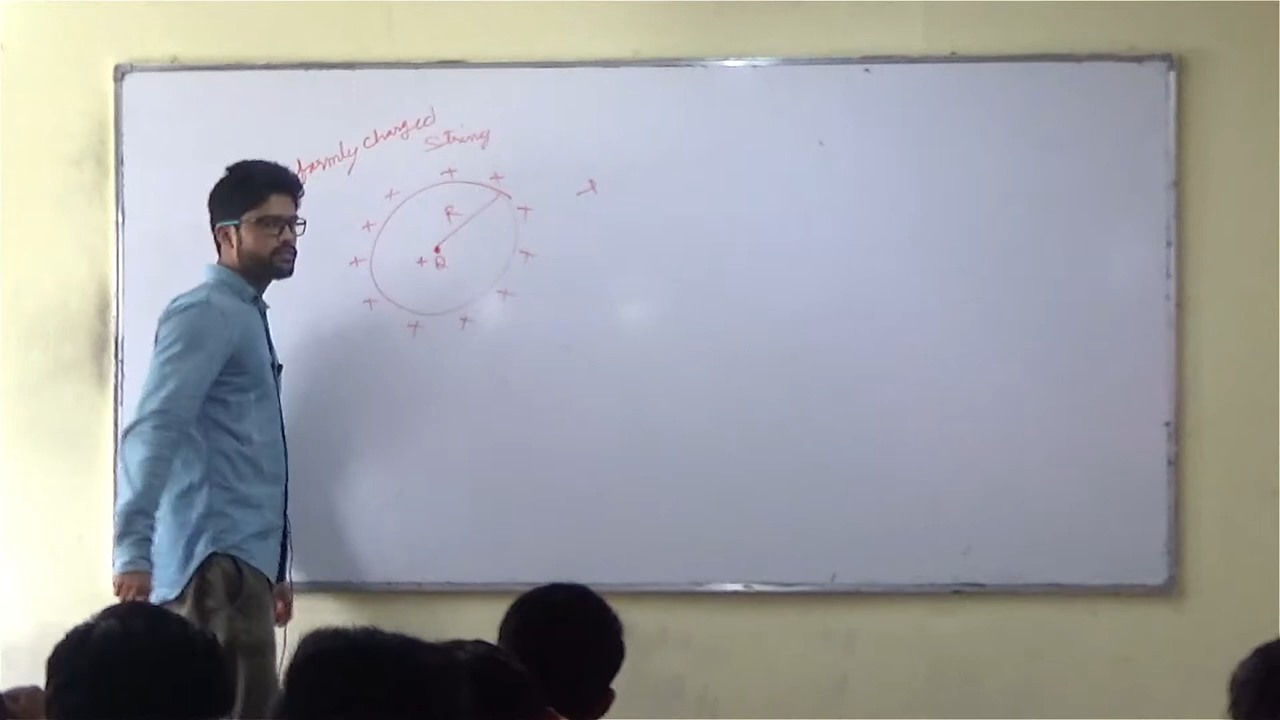 formly charged
string
R
+Q
λ